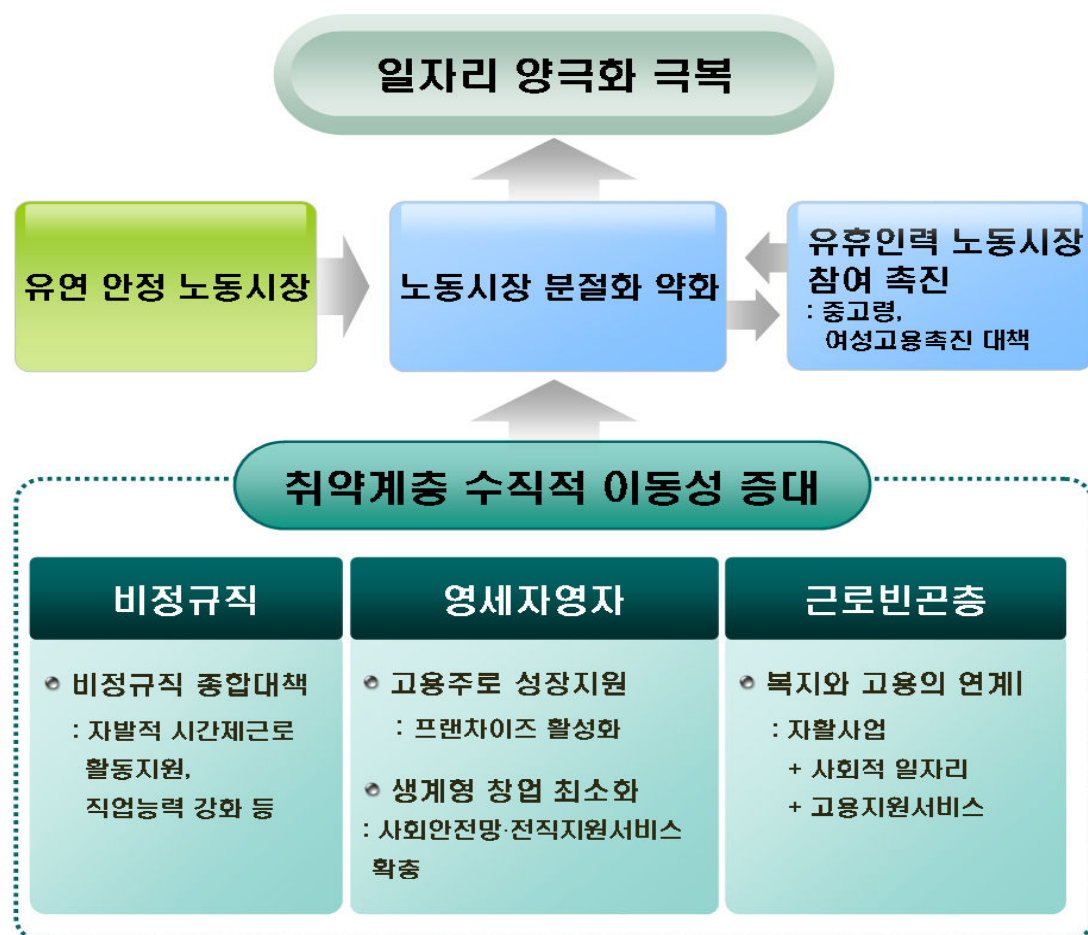 일자리 양극화 극복
유연 안정 노동시장
노동시장 분절화 약화
유휴인력 노동시장
참여 촉진
: 중고령,
여성고용촉진 대책
취약계층 수직적 이동성 증대
비정규직
비정규직 종합대책
: 자발적 시간제근로
활동지원,
직업능력 강화 등
영세자영자
고용주로 성장지원
: 프랜차이즈 활성화
생계형 창업 최소화
: 사회안전망·전직지원서비스
확충
근로빈곤층
복지와 고용의 연계
: 자활사업
+ 사회적 일자리
+ 고용지원서비스